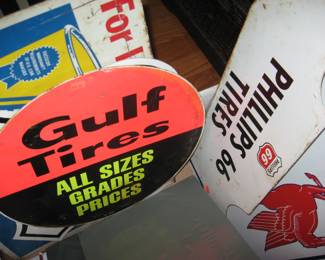 For
Gulf
Tires
ALL SIZES
GRADES
PRICES
PHILLIPS 66
TIRES
66